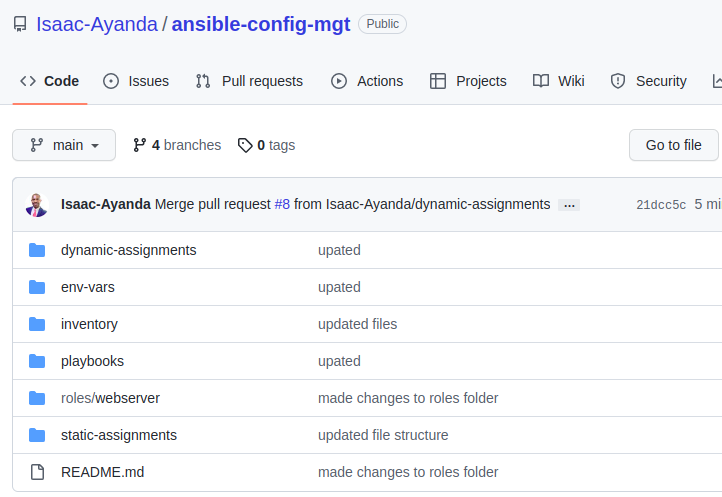 Isaac-Ayanda / ansible-config-mgt Public
Code Issues Pull requests Actions Projects Wiki Security
main 4 branches 0 tags Go to file
Isaac-Ayanda Merge pull request #8 from Isaac-Ayanda/dynamic-assignments ... 21dcc5c 5
dynamic-assignments upated
env-vars upated
inventory updated files
playbooks upated
roles/webserver made changes to roles folder
static-assignments updated file structure
README.md made changes to roles folder